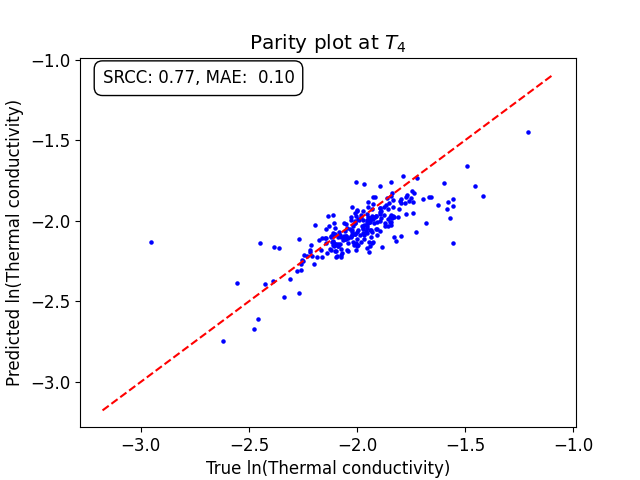 Parity plot at T₄
SRCC: 0.77, MAE:  0.10
Predicted ln(Thermal conductivity)
−1.0
−1.5
−2.0
−2.5
−3.0
−3.0 −2.5 −2.0 −1.5 −1.0
True ln(Thermal conductivity)